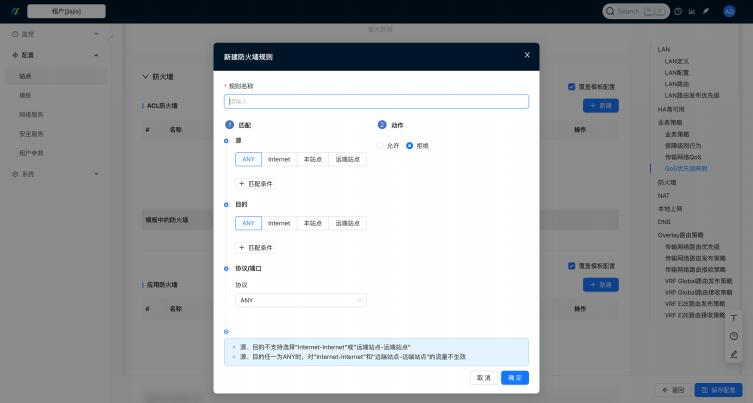 租户[jiajia]
Search
AD
暂无数据
监控
配置
站点
模板
网络服务
安全服务
租户参数
系统
防火墙
覆盖模板配置
ACL防火墙
+ 新建
#
名称
操作
模板中的防火墙
覆盖模板配置
应用防火墙
+ 新建
#
名称
操作
新建防火墙规则
* 规则名称
请输入
1 匹配
2 动作
源
允许
拒绝
ANY
Internet
本站点
远端站点
+ 匹配条件
目的
ANY
Internet
本站点
远端站点
+ 匹配条件
协议/端口
协议
ANY
源、目的不支持选择"Internet-Internet"或"远端站点-远端站点"
源、目的任一为ANY时，对"Internet-Internet"和"远端站点-远端站点"的流量不生效
取 消
确 定
LAN
LAN定义
LAN配置
LAN路由
LAN路由发布优先级
HA高可用
业务策略
业务策略
保障级别行为
传输网络QoS
QoS优先级映射
防火墙
NAT
本地上网
DNS
Overlay路由策略
传输网络路由优先级
传输网络路由发布策略
传输网络路由接收策略
VRF Global路由发布策略
VRF Global路由接收策略
VRF E2E路由发布策略
VRF E2E路由接收策略
返回
保存配置